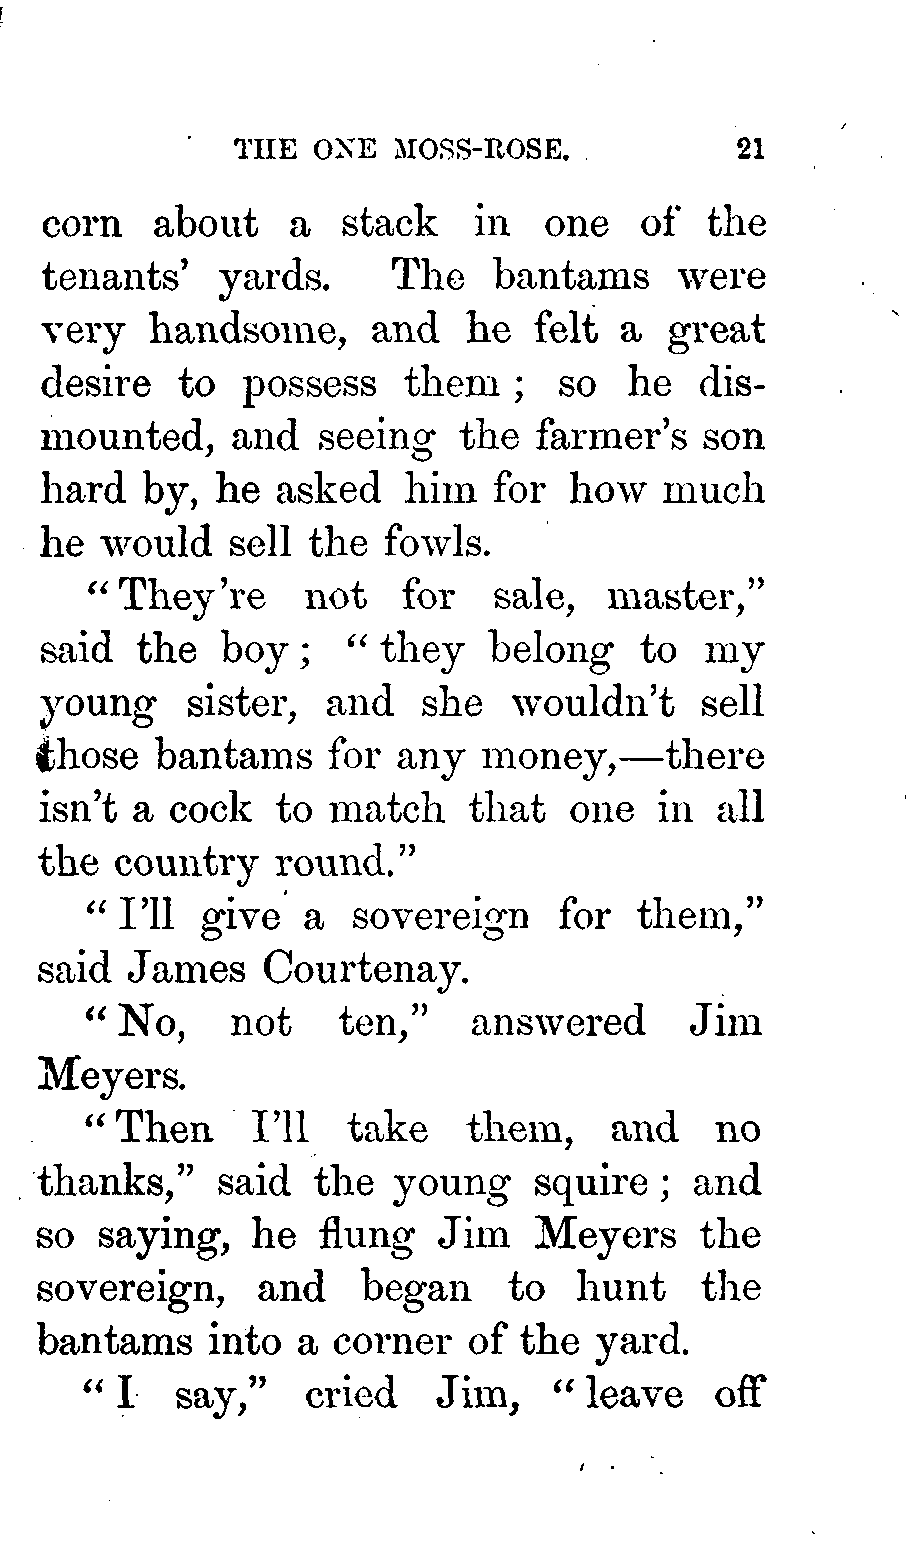 THE ONE MOSS-ROSE. 21
corn about a stack in one of the
tenants' yards. The bantams were
very handsome, and he felt a great
desire to possess them ; so he dis-
mounted, and seeing the farmer's son
hard by, he asked him for how much
he would sell the fowls.
“ They're not for sale, master,”
said the boy ; “ they belong to my
young sister, and she wouldn't sell
those bantams for any money,—there
isn't a cock to match that one in all
the country round.”
“ I'll give a sovereign for them,”
said James Courtenay.
“ No, not ten,” answered Jim
Meyers.
“ Then I'll take them, and no
thanks,” said the young squire ; and
so saying, he flung Jim Meyers the
sovereign, and began to hunt the
bantams into a corner of the yard.
“ I say,” cried Jim, “ leave off